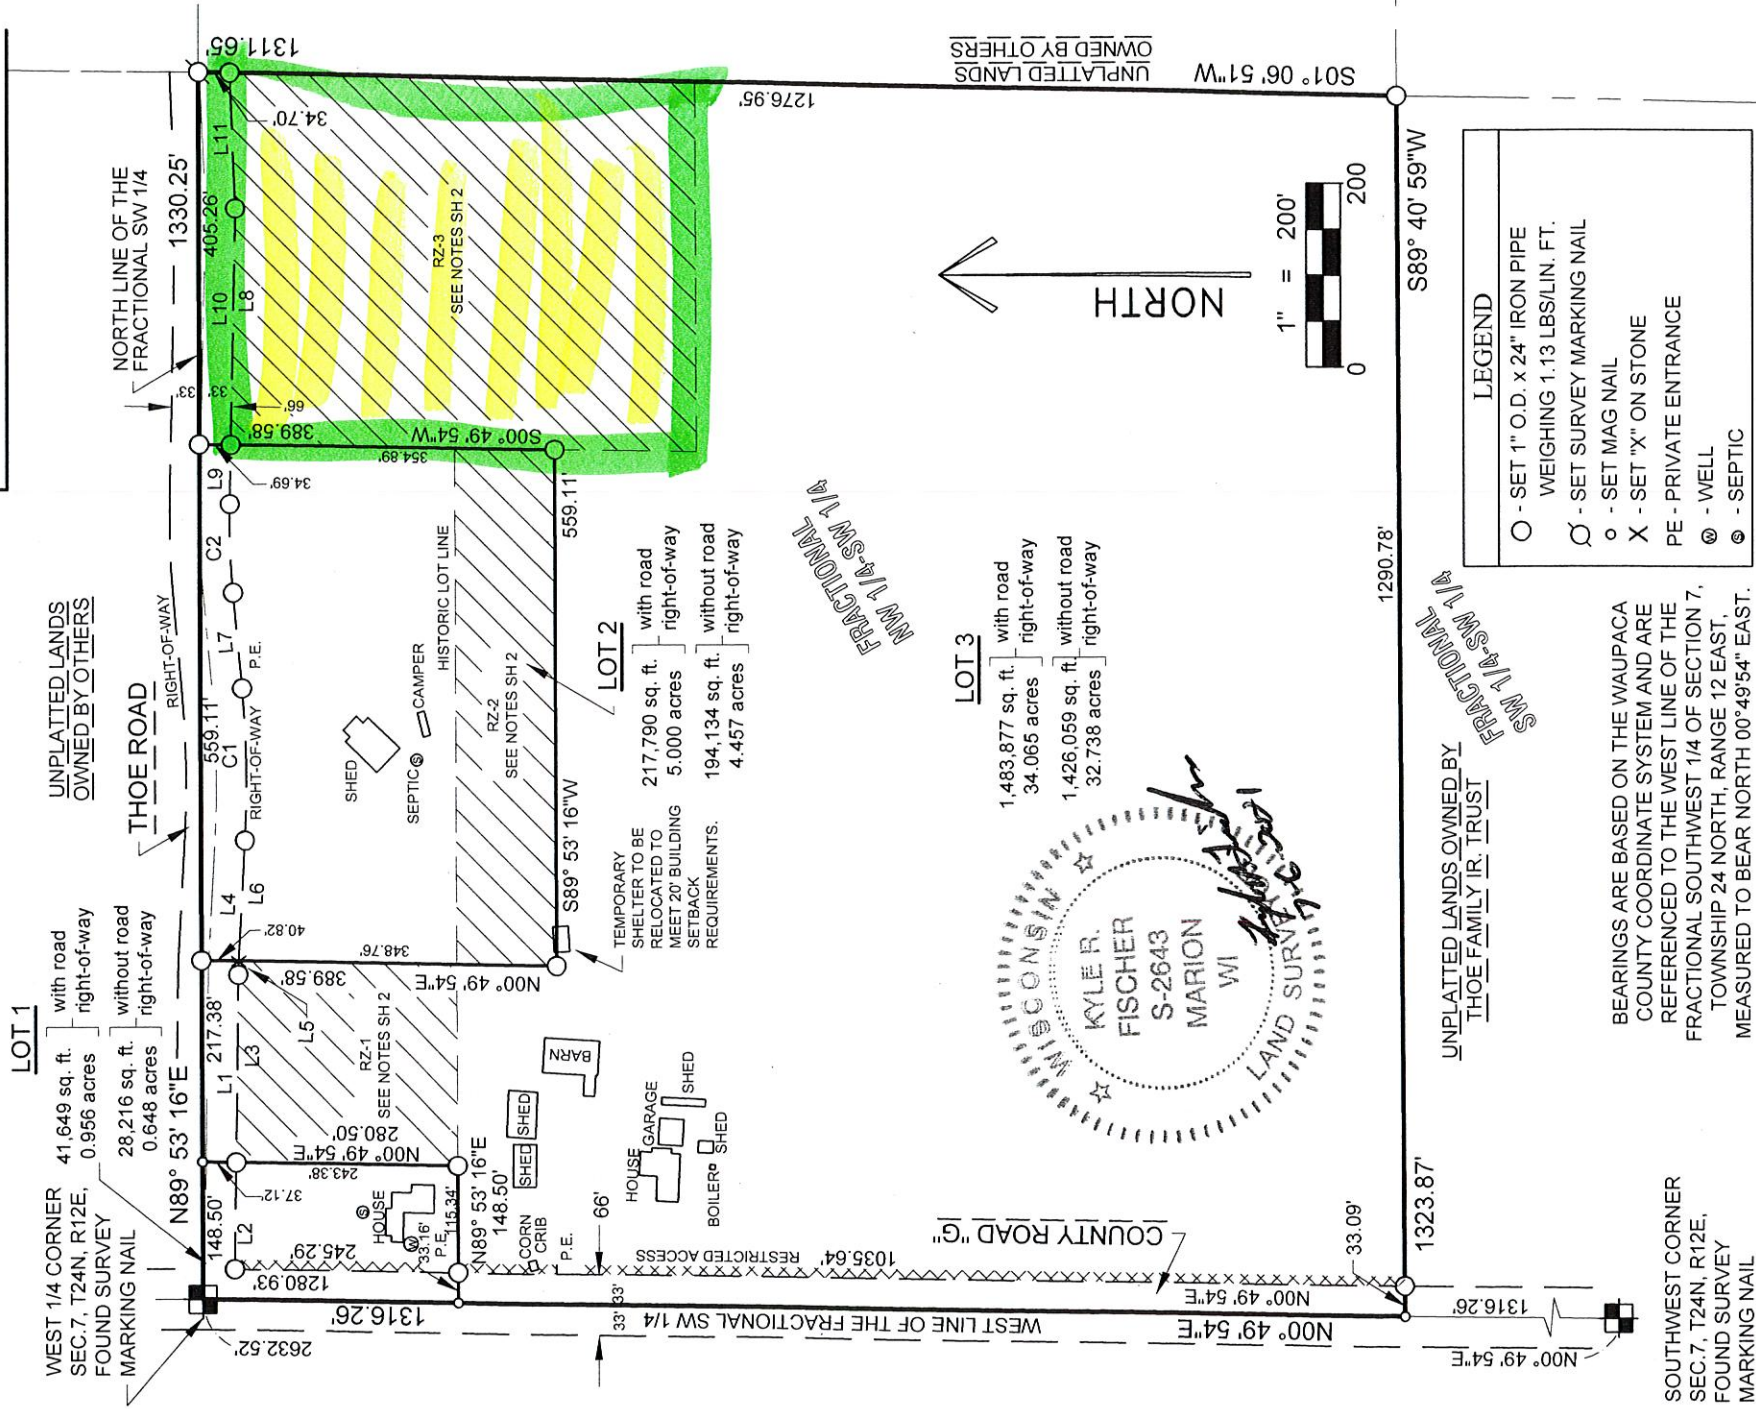 LOT 1
41,649 sq. ft. with road
0.956 acres right-of-way
28,216 sq. ft. without road
0.648 acres right-of-way
WEST 1/4 CORNER
SEC.7, T24N, R12E,
FOUND SURVEY
MARKING NAIL
UNPLATTED LANDS
OWNED BY OTHERS
THOE ROAD
RIGHT-OF-WAY
NORTH LINE OF THE
FRACTIONAL SW 1/4
N89° 53' 16"E
1330.25'
148.50'
217.38'
559.11'
405.26'
L1
L2
L3
L4
L5
L6
C1
L7
C2
L9
L10
L8
L11
33'
33'
66'
37.12'
40.82'
34.69'
34.70'
1311.65'
RIGHT-OF-WAY
P.E.
2632.52'
1280.93'
245.29'
1316.26'
HOUSE
33.16'
P.E.
115.34'
243.38'
N00° 49' 54"E
280.50'
RZ-1
SEE NOTES SH 2
389.58'
348.76'
N00° 49' 54"E
SHED
SEPTIC
CAMPER
HISTORIC LOT LINE
RZ-2
SEE NOTES SH 2
389.58'
354.89'
S00° 49' 54"W
RZ-3
SEE NOTES SH 2
N89° 53' 16"E
148.50'
CORN
CRIB
P.E.
SHED
SHED
BARN
S89° 53' 16"W
559.11'
TEMPORARY
SHELTER TO BE
RELOCATED TO
MEET 20' BUILDING
SETBACK
REQUIREMENTS.
LOT 2
217,790 sq. ft. with road
5.000 acres right-of-way
194,134 sq. ft. without road
4.457 acres right-of-way
66'
33' 33'
HOUSE
GARAGE
SHED
BOILER
SHED
RESTRICTED ACCESS
1035.64'
COUNTY ROAD "G"
WEST LINE OF THE FRACTIONAL SW 1/4
N00° 49' 54"E
N00° 49' 54"E
FRACTIONAL
NW 1/4-SW 1/4
LOT 3
1,483,877 sq. ft. with road
34.065 acres right-of-way
1,426,059 sq. ft. without road
32.738 acres right-of-way
1276.95'
UNPLATTED LANDS
OWNED BY OTHERS
S01° 06' 51"W
NORTH
1" = 200'
0 200
WISCONSIN
KYLE R.
FISCHER
S-2643
MARION
WI
LAND SURVEYOR
33.09'
1323.87'
1290.78'
S89° 40' 59"W
UNPLATTED LANDS OWNED BY
THOE FAMILY IR. TRUST
FRACTIONAL
SW 1/4-SW 1/4
1316.26'
N00° 49' 54"E
SOUTHWEST CORNER
SEC.7, T24N, R12E,
FOUND SURVEY
MARKING NAIL
BEARINGS ARE BASED ON THE WAUPACA
COUNTY COORDINATE SYSTEM AND ARE
REFERENCED TO THE WEST LINE OF THE
FRACTIONAL SOUTHWEST 1/4 OF SECTION 7,
TOWNSHIP 24 NORTH, RANGE 12 EAST,
MEASURED TO BEAR NORTH 00°49'54" EAST.
LEGEND
- SET 1" O.D. x 24" IRON PIPE
WEIGHING 1.13 LBS/LIN. FT.
- SET SURVEY MARKING NAIL
- SET MAG NAIL
X - SET "X" ON STONE
PE - PRIVATE ENTRANCE
W - WELL
S - SEPTIC